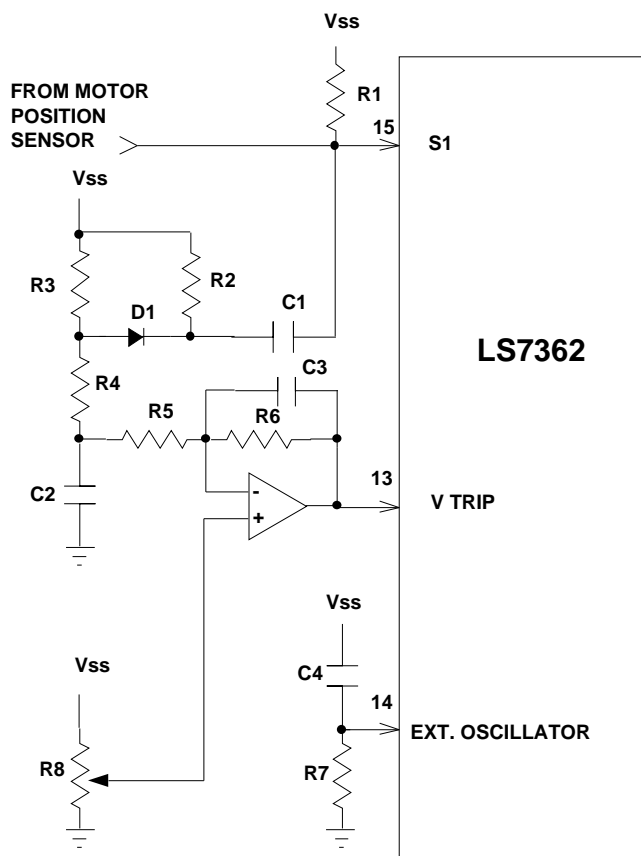 Vss
R1
FROM MOTOR
POSITION
SENSOR
15
S1
Vss
R3
R2
D1
C1
LS7362
R4
C3
R5
R6
C2
-
+
13
V TRIP
Vss
C4
Vss
14
EXT. OSCILLATOR
R8
R7